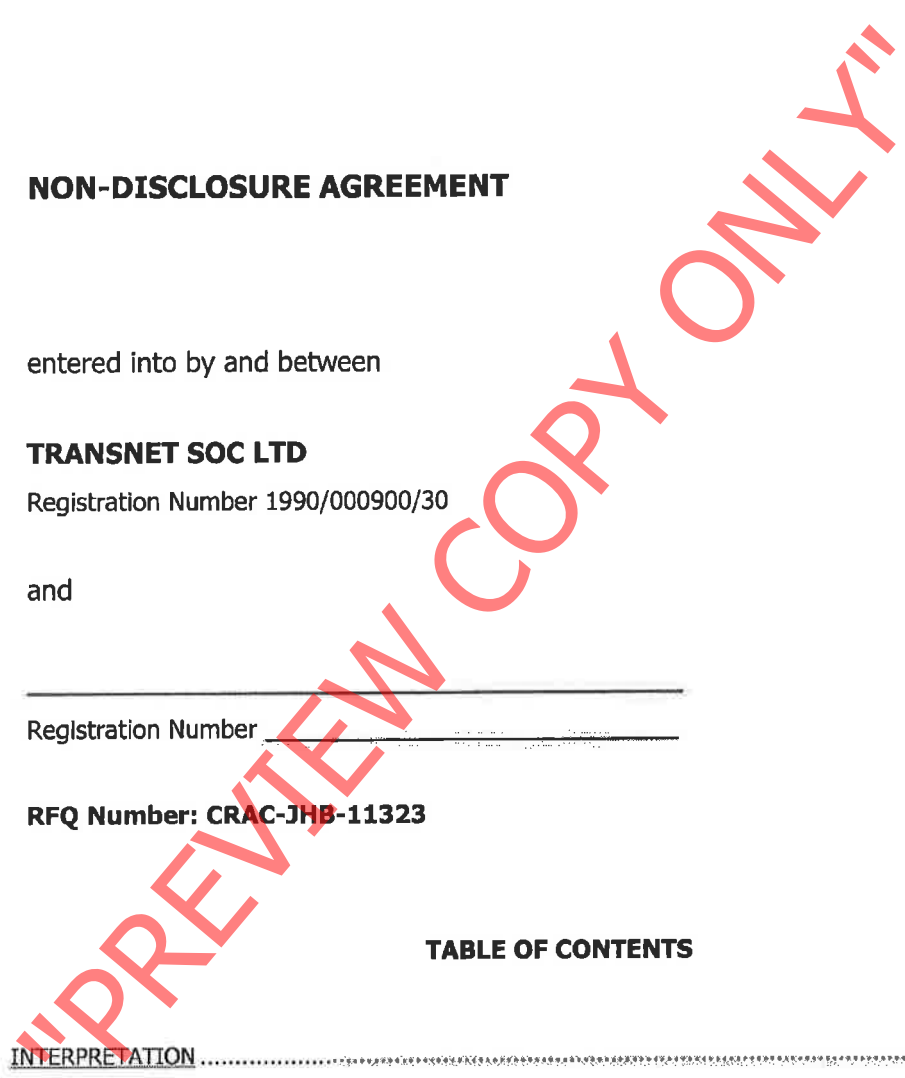 NON-DISCLOSURE AGREEMENT
entered into by and between
TRANSNET SOC LTD
Registration Number 1990/000900/30
and
Registration Number
RFQ Number: CRAC-JHB-11323
TABLE OF CONTENTS
INTERPRETATION
"PREVIEW COPY ONLY"